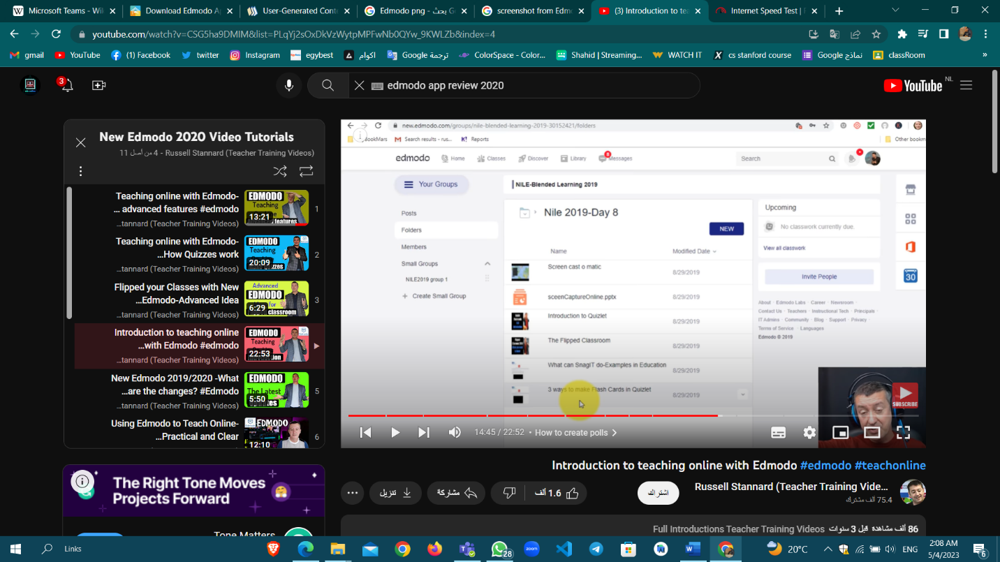 Microsoft Teams - Wik
Download Edmodo Ap
User-Generated Conte
Edmodo png - بحث Go
screenshot from Edm
(3) Introduction to tea
Internet Speed Test | F
youtube.com/watch?v=CSG5ha9DMIM&list=PLqYj2sOxDkVzWytpMPFwNb0QYw_9KWLZb&index=4
gmail
YouTube
(1) Facebook
twitter
Instagram
egybest
اكوام
ترجمة Google
ColorSpace - Color...
Shahid | Streaming...
WATCH IT
cs stanford course
نماذج Google
classRoom
3
edmodo app review 2020
YouTube NL
New Edmodo 2020 Video Tutorials
Russell Stannard (Teacher Training Videos) - 4 من أصل 11
Teaching online with Edmodo-
... advanced features #edmodo
...tannard (Teacher Training Videos)
EDMODO
Teaching
features
13:21
1
Teaching online with Edmodo-
...How Quizzes work
...tannard (Teacher Training Videos)
EDMODO
Teaching
20:09
2
Flipped your Classes with New
...Edmodo-Advanced Idea
...tannard (Teacher Training Videos)
Advanced
EDMODO
classroom
6:29
3
Introduction to teaching online
...with Edmodo #edmodo
...tannard (Teacher Training Videos)
EDMODO
Teaching
22:53
New Edmodo 2019/2020 -What
...are the changes? #Edmodo
...tannard (Teacher Training Videos)
EDMODO
The Latest
5:50
5
Using Edmodo to Teach Online-
...Practical and Clear
EDMODO
12:10
6
The Right Tone Moves
Projects Forward
Tone Matters
new.edmodo.com/groups/nile-blended-learning-2019-30152421/folders
Search results - rus...
Reports
Other bookm
edmodo
Home
Classes
Discover
Library
8
Messages
Search
Your Groups
NILE-Blended Learning 2019
Posts
Folders
Members
Small Groups
NILE2019 group 1
Create Small Group
Nile 2019-Day 8
NEW
Name
Modified Date
Screen cast o matic
8/29/2019
sceenCaptureOnline.pptx
8/29/2019
Introduction to Quizlet
8/29/2019
The Flipped Classroom
8/29/2019
What can SnagIT do-Examples in Education
8/29/2019
3 ways to make Flash Cards in Quizlet
8/29/2019
Upcoming
No classwork currently due.
View all classwork
Invite People
About · Edmodo Labs · Career · Newsroom ·
Contact Us · Teachers · Instructional Tech · Principals ·
IT Admins · Community · Blog · Support · Privacy ·
Terms of Service · Languages
Edmodo © 2019
30
SUBSCRIBE
14:45 / 22:52 • How to create polls
Introduction to teaching online with Edmodo #edmodo #teachonline
Russell Stannard (Teacher Training Vide...
75.4 ألف مشترك
اشتراك
1.6 ألف
مشاركة
تنزيل
86 ألف مشاهدة قبل 3 سنوات Full Introductions Teacher Training Videos
Links
28
zoom
20°C
ENG
2:08 AM
5/4/2023
6